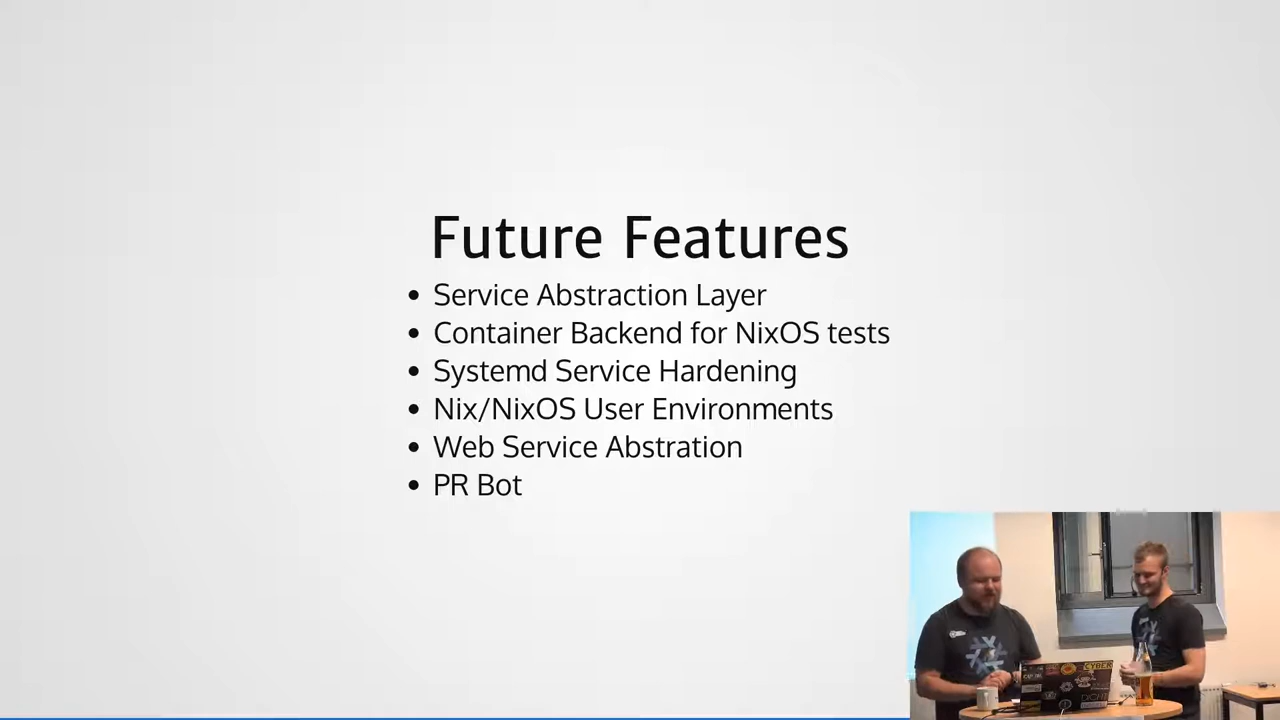 Future Features
• Service Abstraction Layer
• Container Backend for NixOS tests
• Systemd Service Hardening
• Nix/NixOS User Environments
• Web Service Abstration
• PR Bot
CYBER